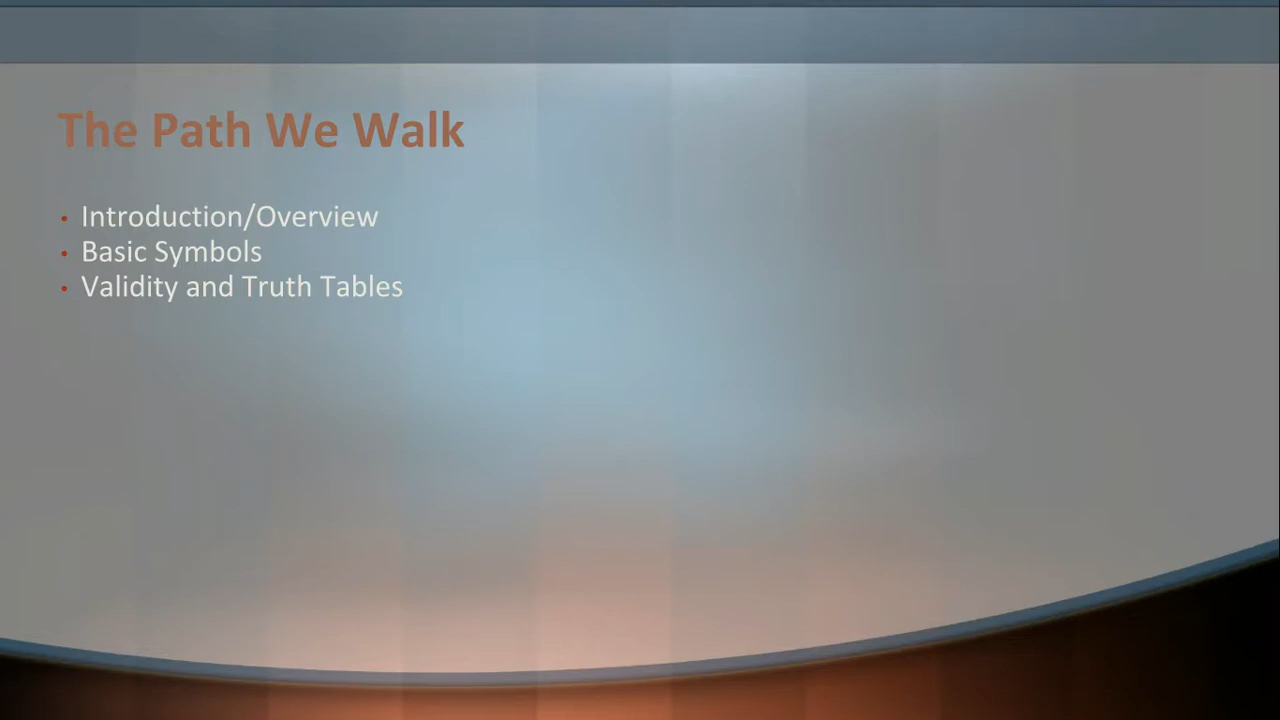 The Path We Walk
• Introduction/Overview
• Basic Symbols
• Validity and Truth Tables